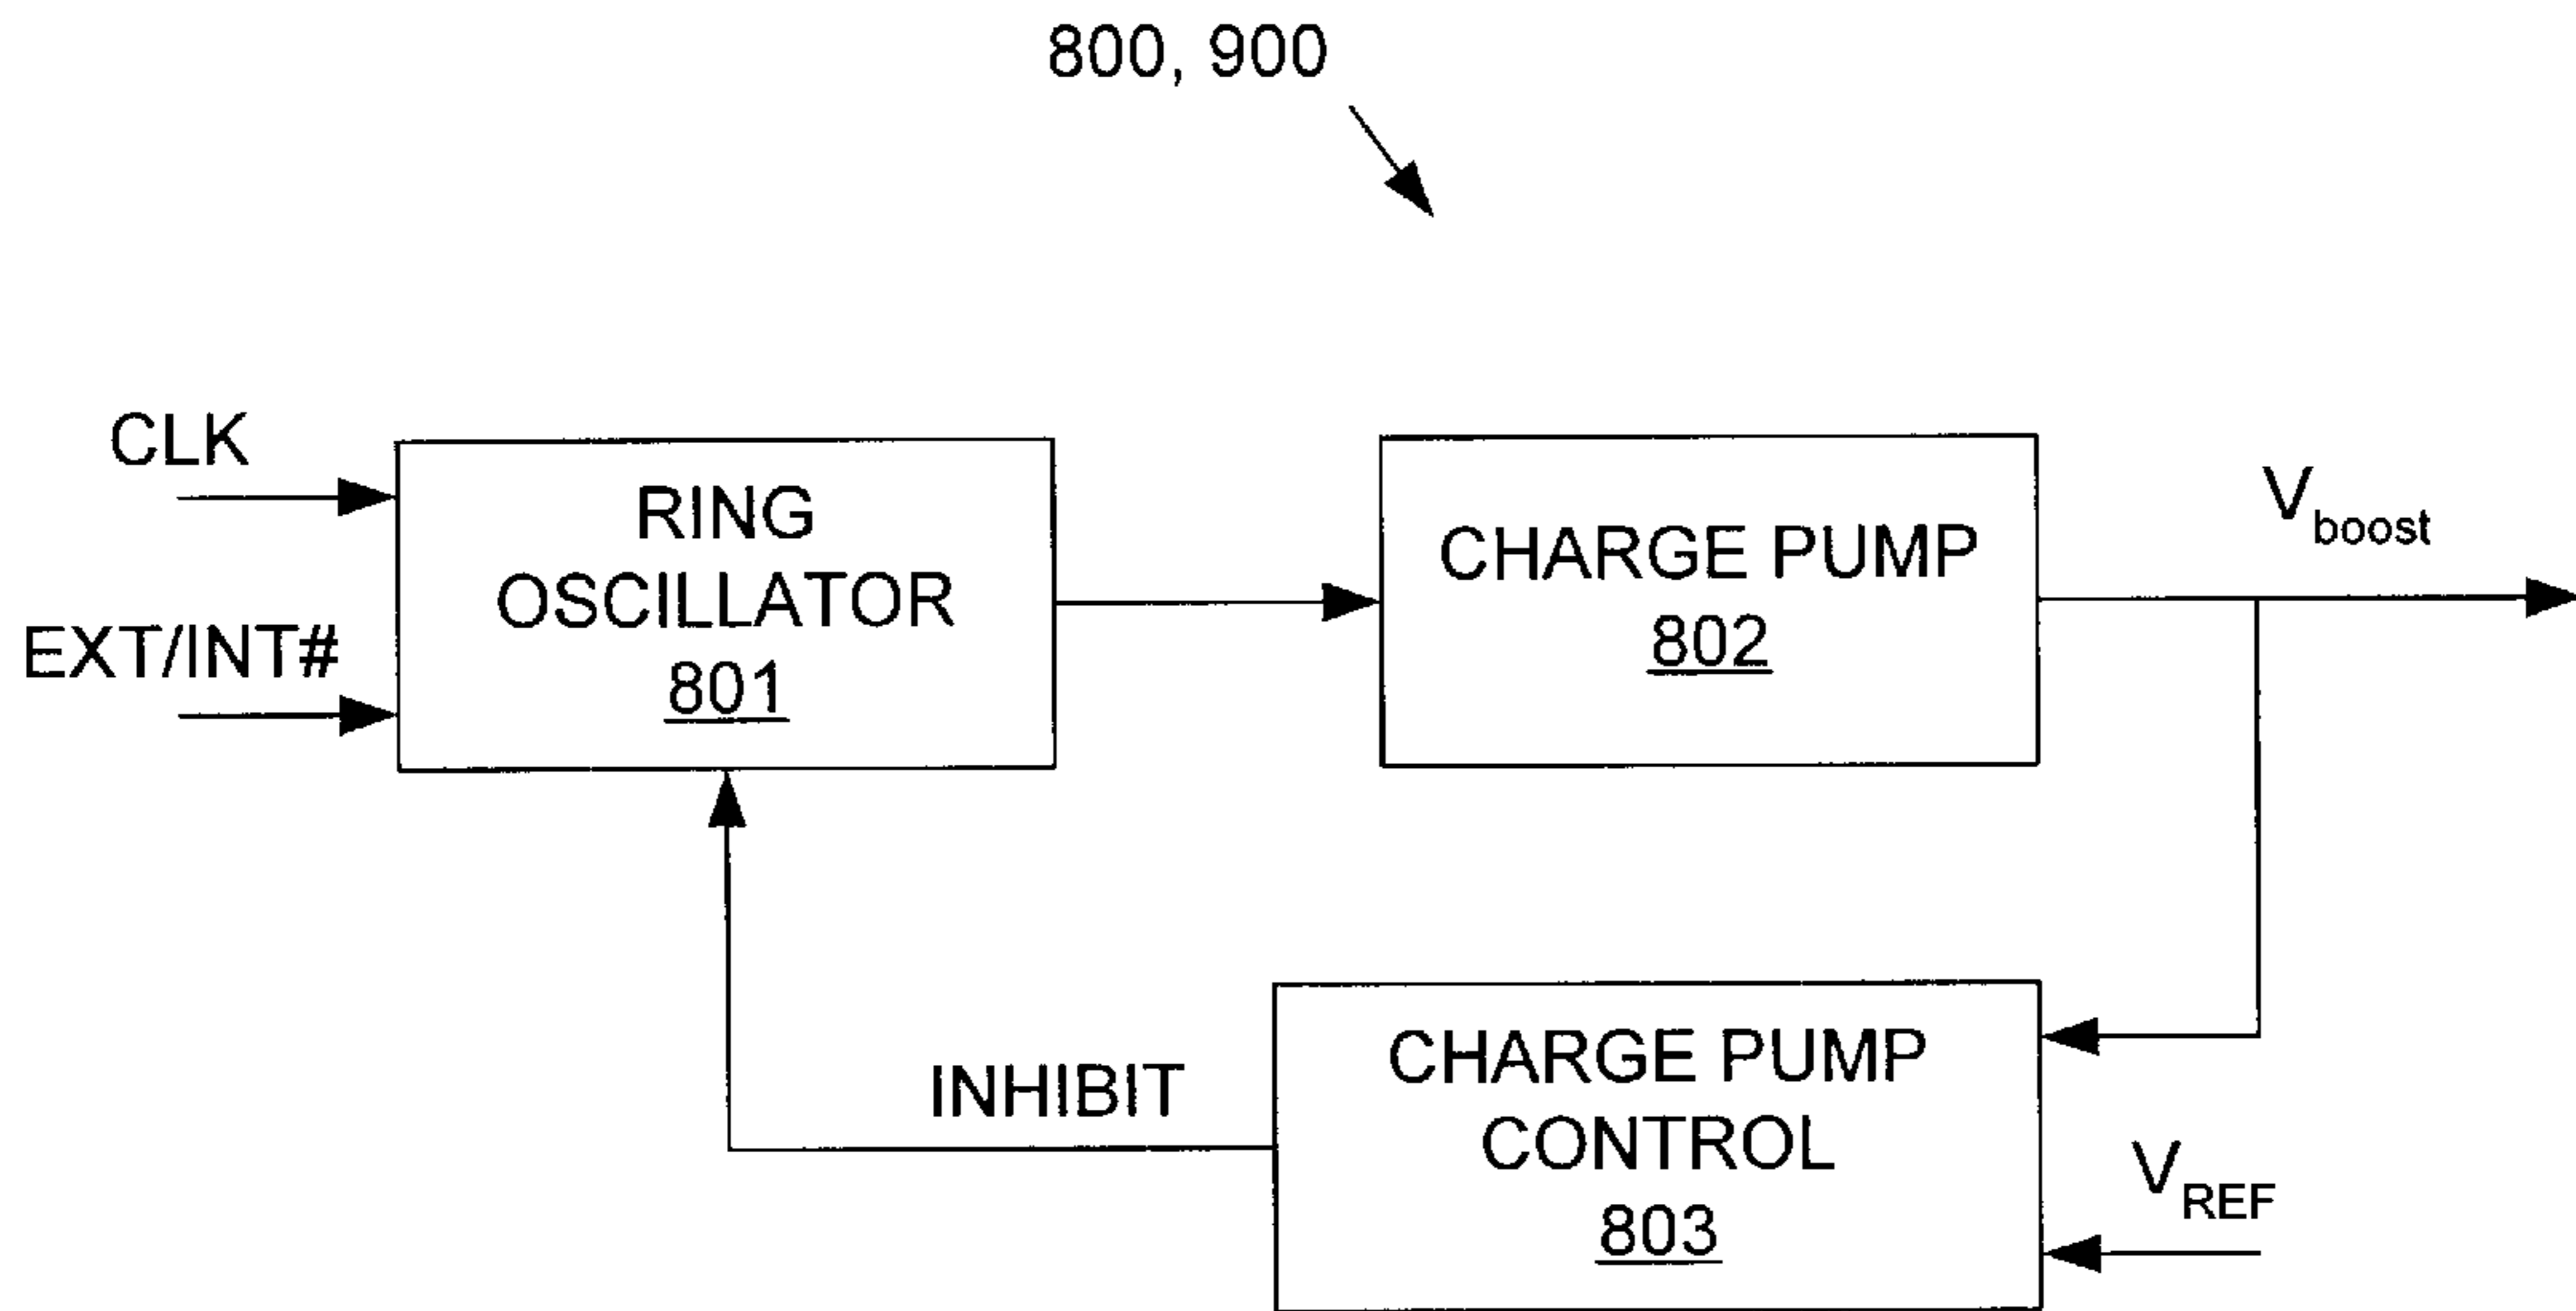 800, 900
CLK
EXT/INT#
RING
OSCILLATOR
801
CHARGE PUMP
802
Vboost
INHIBIT
CHARGE PUMP
CONTROL
803
VREF